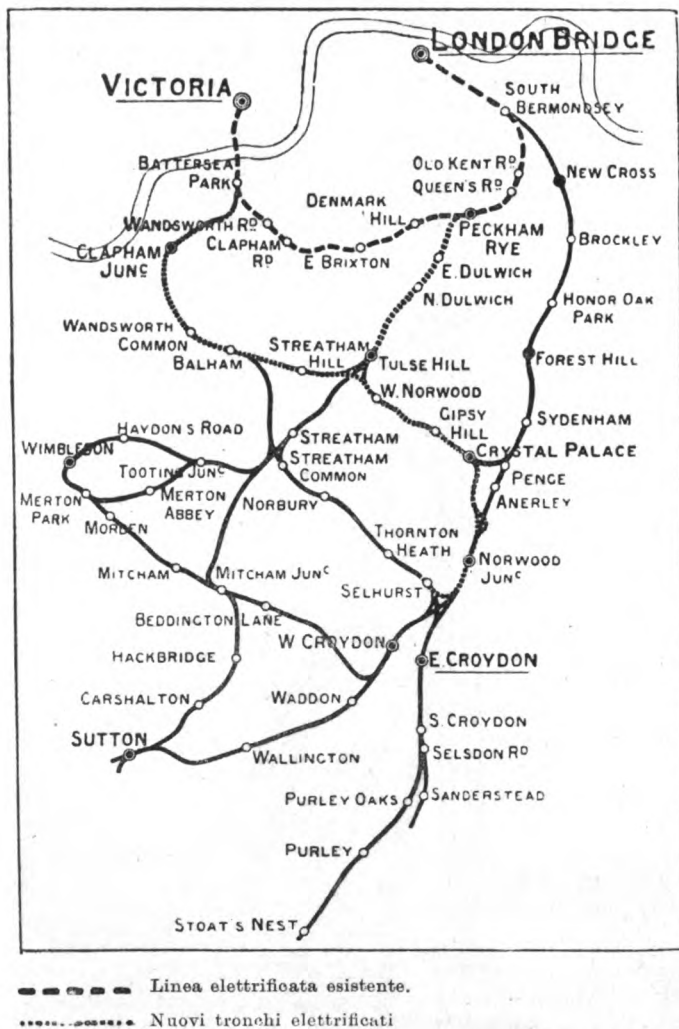 LONDON BRIDGE
VICTORIA
SOUTH
BERMONDSEY
BATTERSEA
PARK
OLD KENT RD
QUEEN'S RD
NEW CROSS
DENMARK
HILL
WANDSWORTH RD
CLAPHAM
RD
PECKHAM
RYE
CLAPHAM
JUNC
E BRIXTON
BROCKLEY
E. DULWICH
N. DULWICH
HONOR OAK
PARK
WANDSWORTH
COMMON
STREATHAM
HILL
BALHAM
TULSE HILL
FOREST HILL
W. NORWOOD
GIPSY
HILL
SYDENHAM
HAYDON'S ROAD
STREATHAM
WIMBLEDON
CRYSTAL PALACE
TOOTING JUNC
STREATHAM
COMMON
PENGE
MERTON
PARK
MERTON
ABBEY
NORBURY
ANERLEY
MORDEN
THORNTON
HEATH
NORWOOD
JUNC
MITCHAM
MITCHAM JUNC
SELHURST
BEDDINGTON LANE
W CROYDON
HACKBRIDGE
E. CROYDON
CARSHALTON
WADDON
SUTTON
S. CROYDON
WALLINGTON
SELSDON RD
PURLEY OAKS
SANDERSTEAD
PURLEY
STOAT'S NEST
Linea elettrificata esistente.
Nuovi tronchi elettrificati